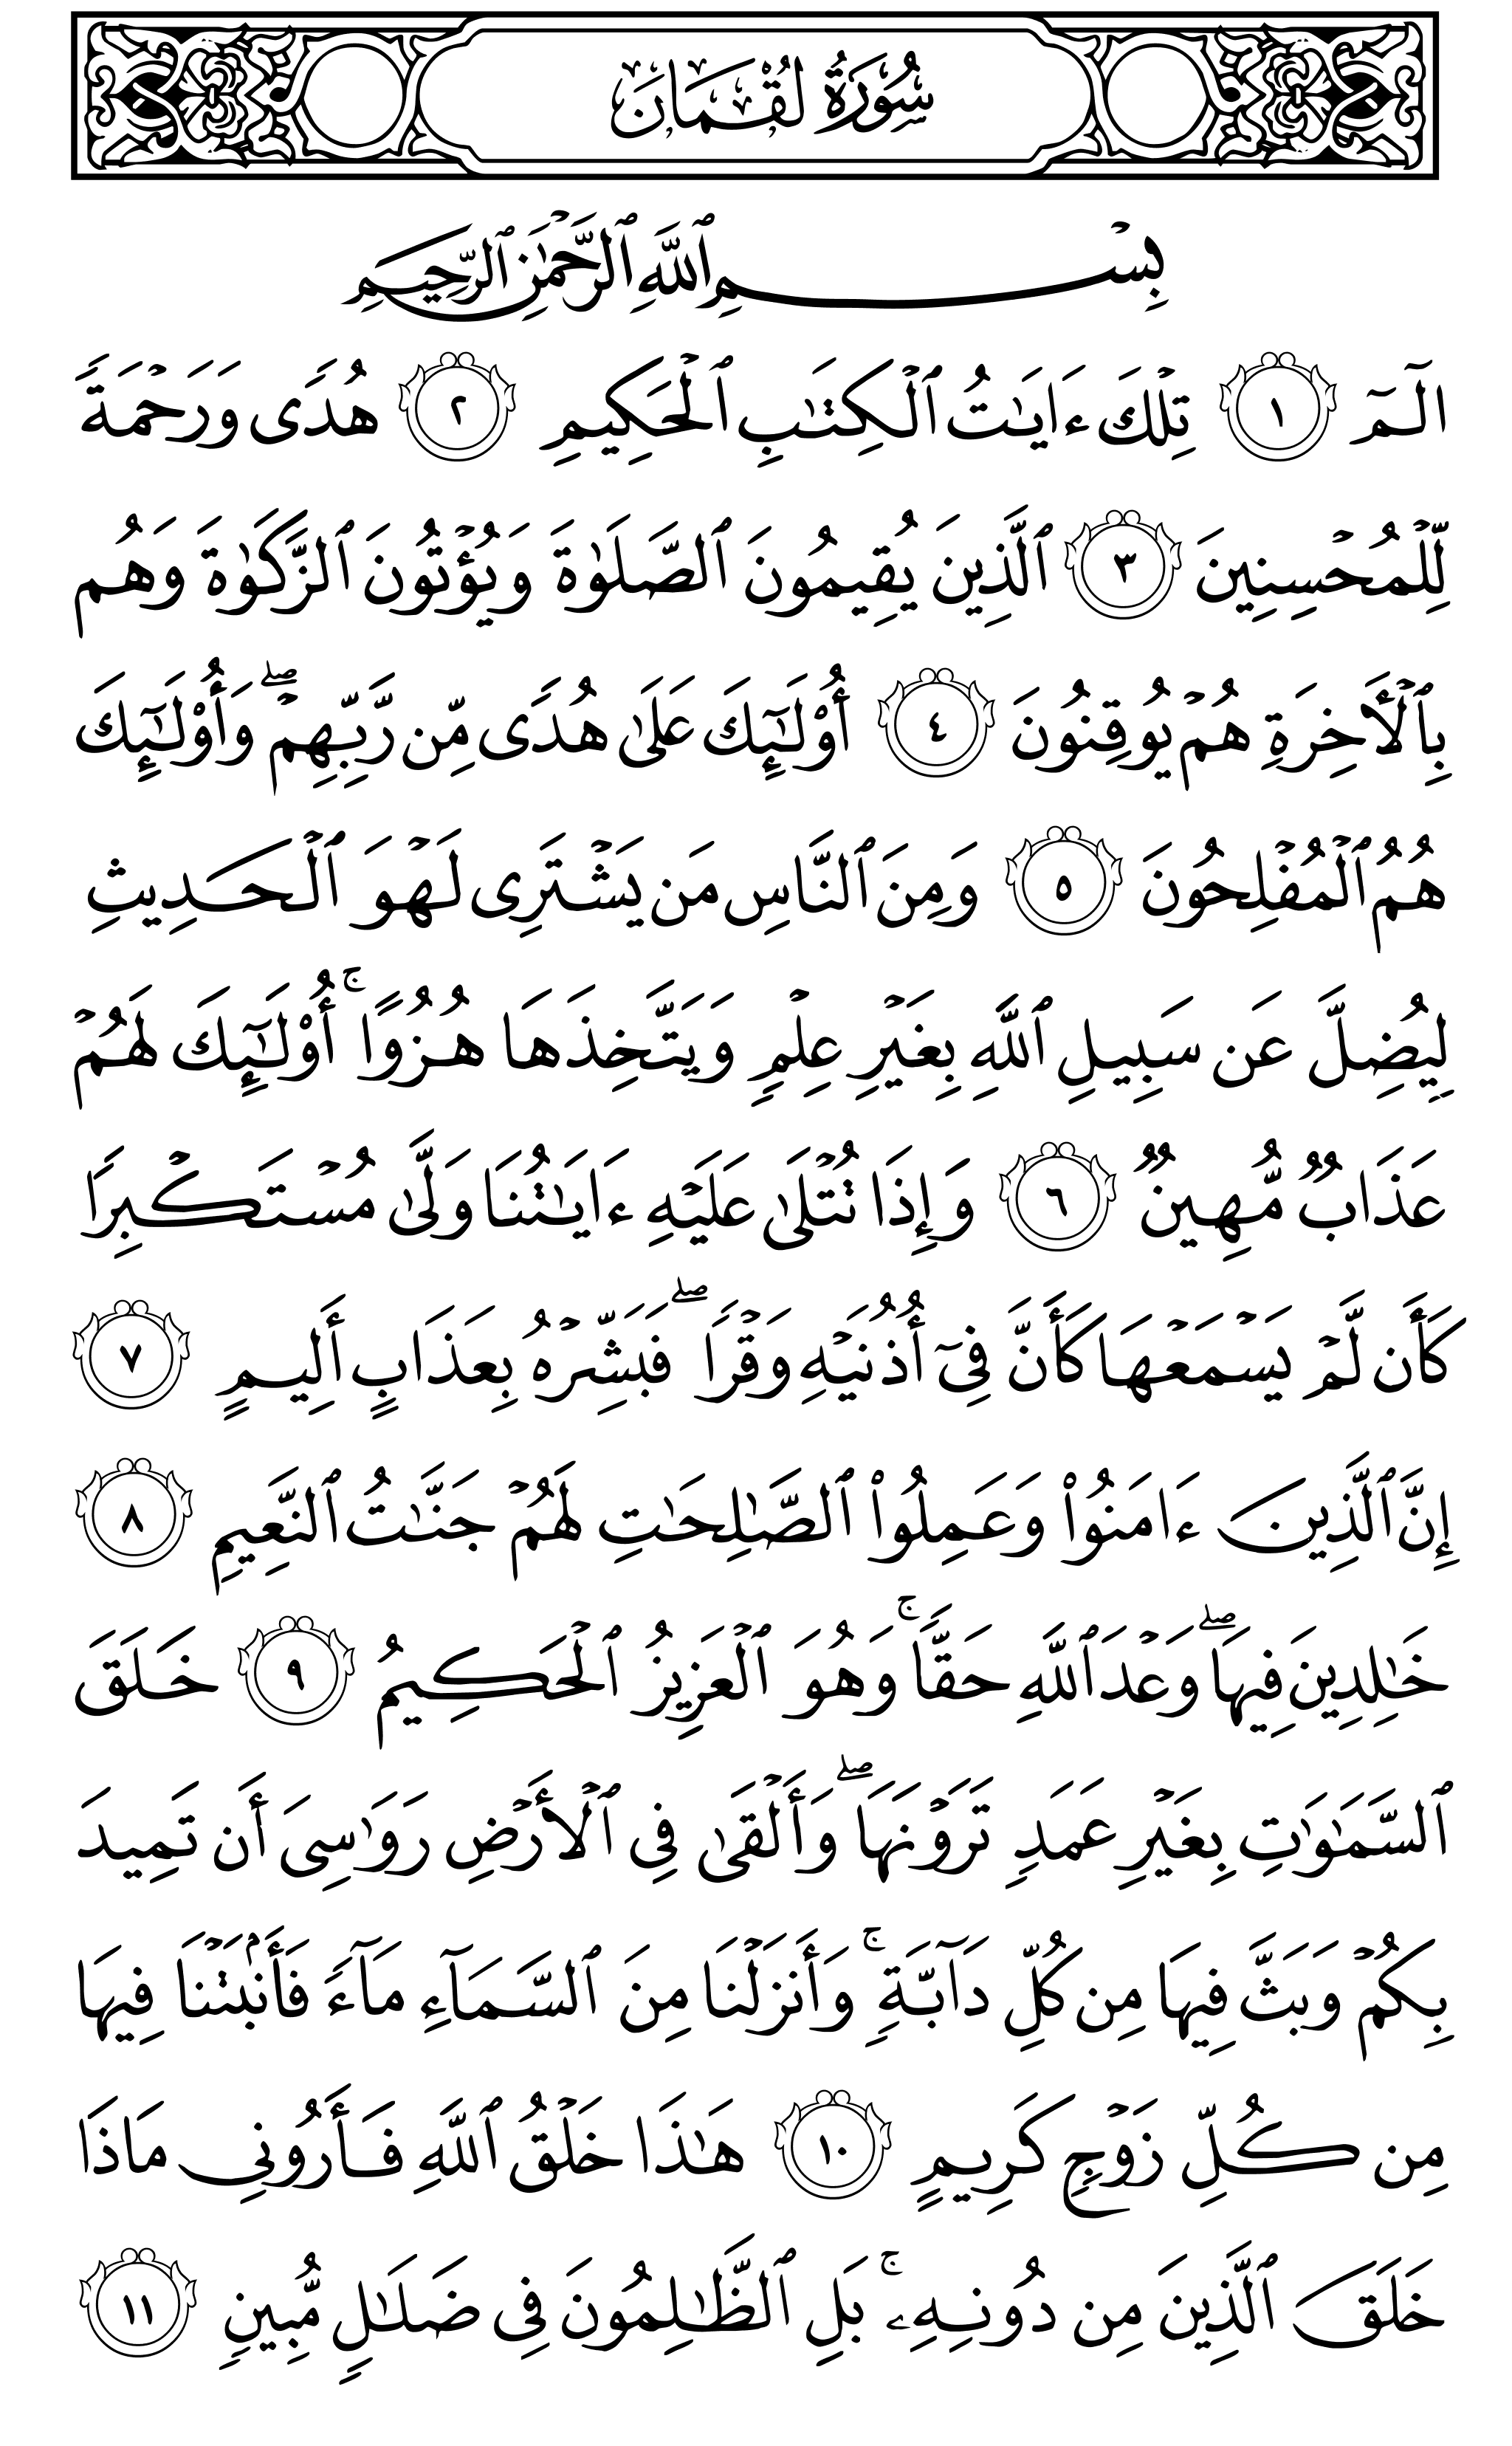 سُورَةُ لُقْمَان
بِسْمِ ٱللَّهِ ٱلرَّحْمَٰنِ ٱلرَّحِيمِ
الٓمٓ ١ تِلْكَ ءَايَٰتُ ٱلْكِتَٰبِ ٱلْحَكِيمِ ٢ هُدًى وَرَحْمَةً
لِّلْمُحْسِنِينَ ٣ ٱلَّذِينَ يُقِيمُونَ ٱلصَّلَوٰةَ وَيُؤْتُونَ ٱلزَّكَوٰةَ وَهُم
بِٱلْأَخِرَةِ هُمْ يُوقِنُونَ ٤ أُوْلَٰٓئِكَ عَلَىٰ هُدًى مِّن رَّبِّهِمْۖ وَأُوْلَٰٓئِكَ
هُمُ ٱلْمُفْلِحُونَ ٥ وَمِنَ ٱلنَّاسِ مَن يَشْتَرِى لَهْوَ ٱلْحَدِيثِ
لِيُضِلَّ عَن سَبِيلِ ٱللَّهِ بِغَيْرِ عِلْمٍ وَيَتَّخِذَهَا هُزُوًاۚ أُوْلَٰٓئِكَ لَهُمْ
عَذَابٌ مُّهِينٌ ٦ وَإِذَا تُتْلَىٰ عَلَيْهِ ءَايَٰتُنَا وَلَّىٰ مُسْتَكْبِرًا
كَأَن لَّمْ يَسْمَعْهَا كَأَنَّ فِىٓ أُذُنَيْهِ وَقْرًاۖ فَبَشِّرْهُ بِعَذَابٍ أَلِيمٍ ٧
إِنَّ ٱلَّذِينَ ءَامَنُوا۟ وَعَمِلُوا۟ ٱلصَّٰلِحَٰتِ لَهُمْ جَنَّٰتُ ٱلنَّعِيمِ ٨
خَٰلِدِينَ فِيهَاۖ وَعْدَ ٱللَّهِ حَقًّاۚ وَهُوَ ٱلْعَزِيزُ ٱلْحَكِيمُ ٩ خَلَقَ
ٱلسَّمَٰوَٰتِ بِغَيْرِ عَمَدٍ تَرَوْنَهَاۖ وَأَلْقَىٰ فِى ٱلْأَرْضِ رَوَٰسِىَ أَن تَمِيدَ
بِكُمْ وَبَثَّ فِيهَا مِن كُلِّ دَآبَّةٍۚ وَأَنزَلْنَا مِنَ ٱلسَّمَآءِ مَآءً فَأَنۢبَتْنَا فِيهَا
مِن كُلِّ زَوْجٍ كَرِيمٍ ١٠ هَٰذَا خَلْقُ ٱللَّهِ فَأَرُونِى مَاذَا
خَلَقَ ٱلَّذِينَ مِن دُونِهِۦۚ بَلِ ٱلظَّٰلِمُونَ فِى ضَلَٰلٍ مُّبِينٍ ١١